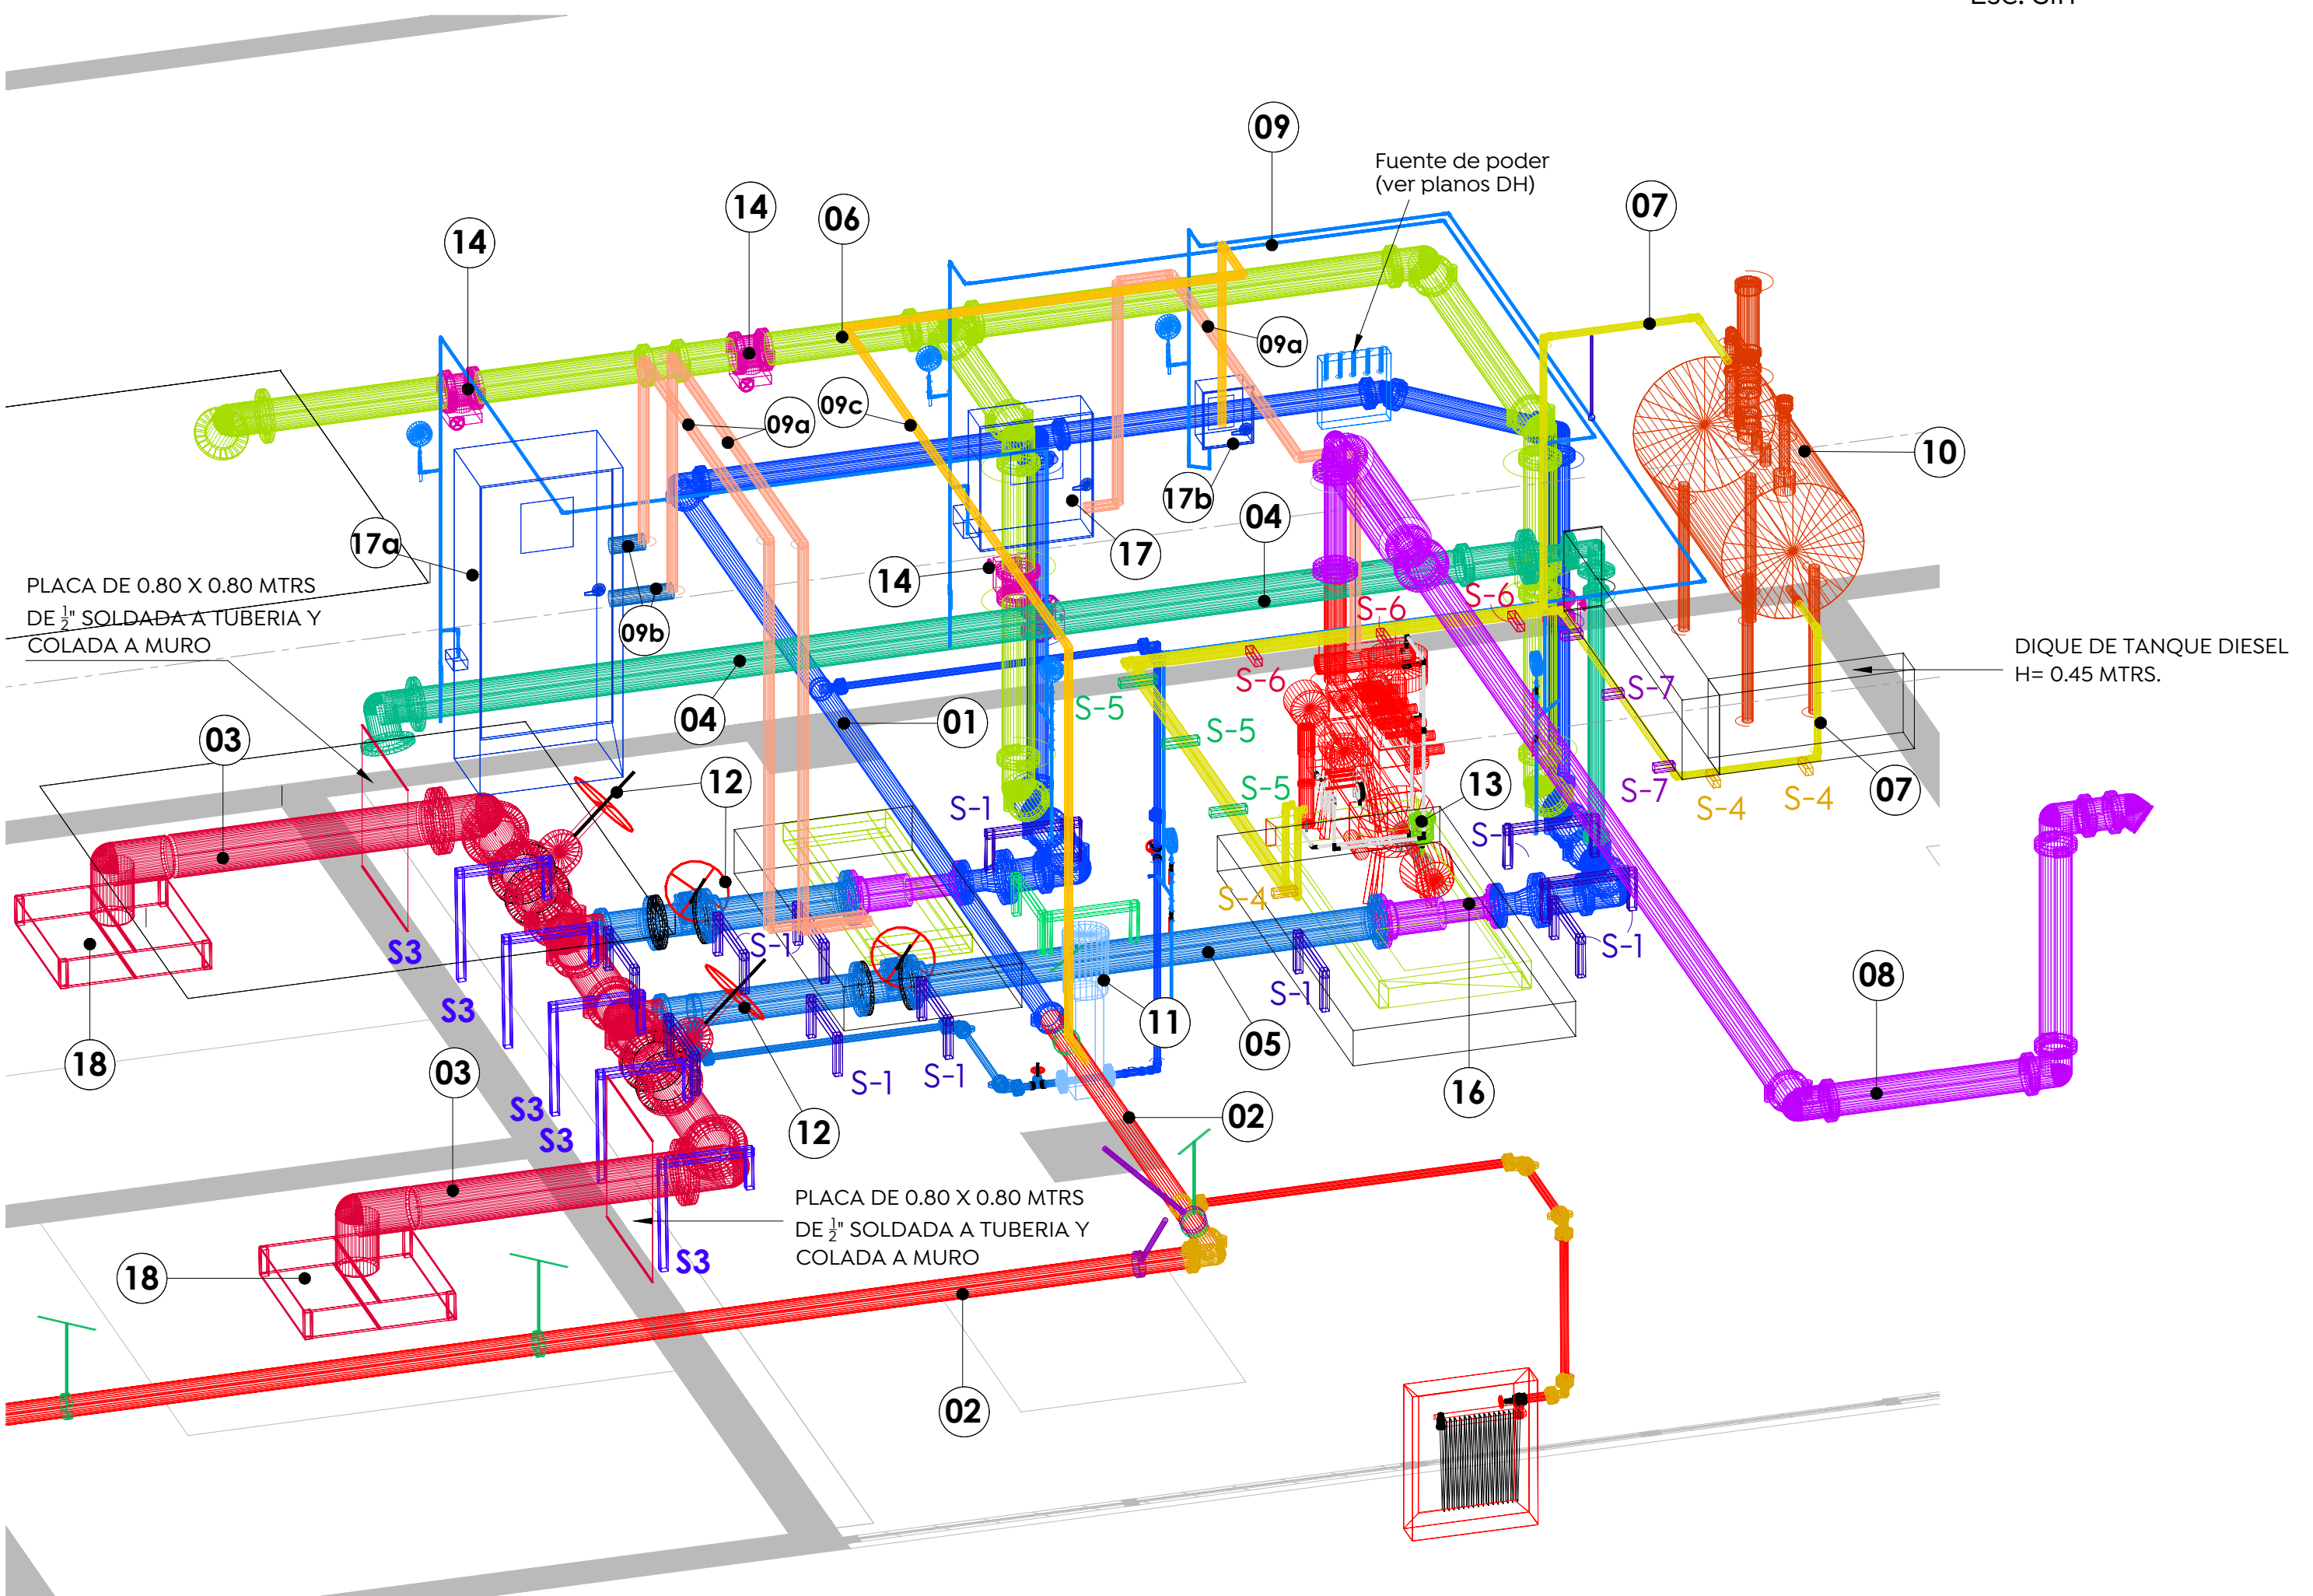 09
Fuente de poder
(ver planos DH)
14
06
07
14
09a
09c
09a
10
17b
04
17a
17
14
PLACA DE 0.80 X 0.80 MTRS
DE ½" SOLDADA A TUBERIA Y
COLADA A MURO
09b
S-6
S-6
DIQUE DE TANQUE DIESEL
H= 0.45 MTRS.
S-6
S-7
S-5
04
01
S-5
03
12
S-5
13
S-7
S-4
S-4
07
S-1
S-
S-4
S3
S-1
S-1
18
S3
S-1
11
05
08
03
S-1
S-1
16
S3
S3
12
02
PLACA DE 0.80 X 0.80 MTRS
DE ½" SOLDADA A TUBERIA Y
COLADA A MURO
18
S3
02